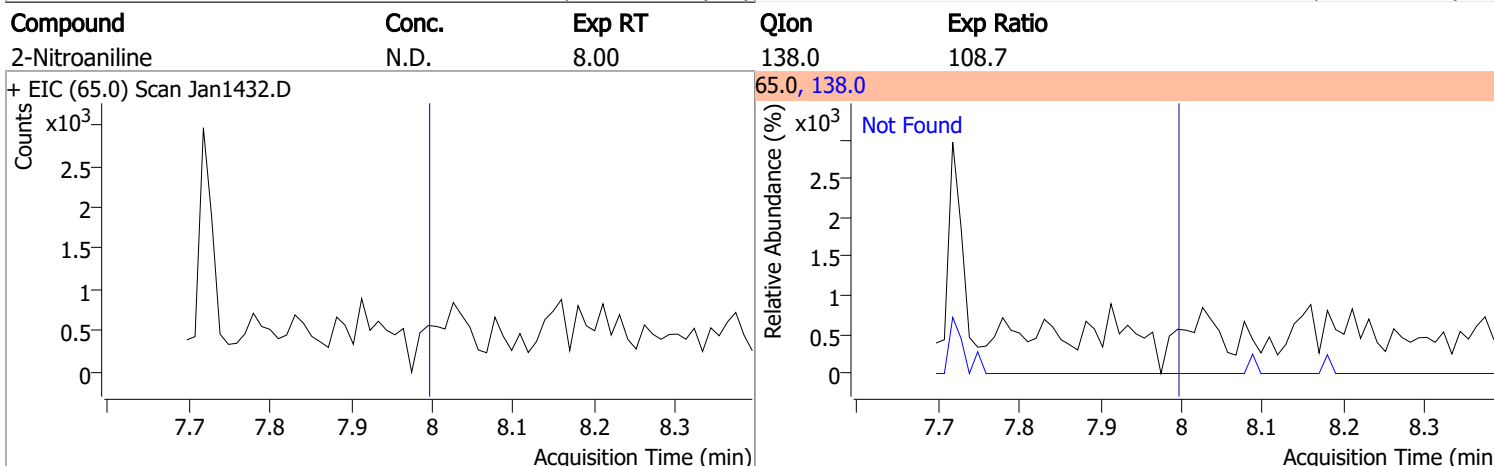 Compound Conc. Exp RT QIon Exp Ratio
2-Nitroaniline N.D. 8.00 138.0 108.7
+ EIC (65.0) Scan Jan1432.D
Counts
x10³
2.5
2
1.5
1
0.5
0
7.7 7.8 7.9 8 8.1 8.2 8.3
Acquisition Time (min)
65.0, 138.0
Relative Abundance (%)
x10³
Not Found
2.5
2
1.5
1
0.5
0
7.7 7.8 7.9 8 8.1 8.2 8.3
Acquisition Time (min)